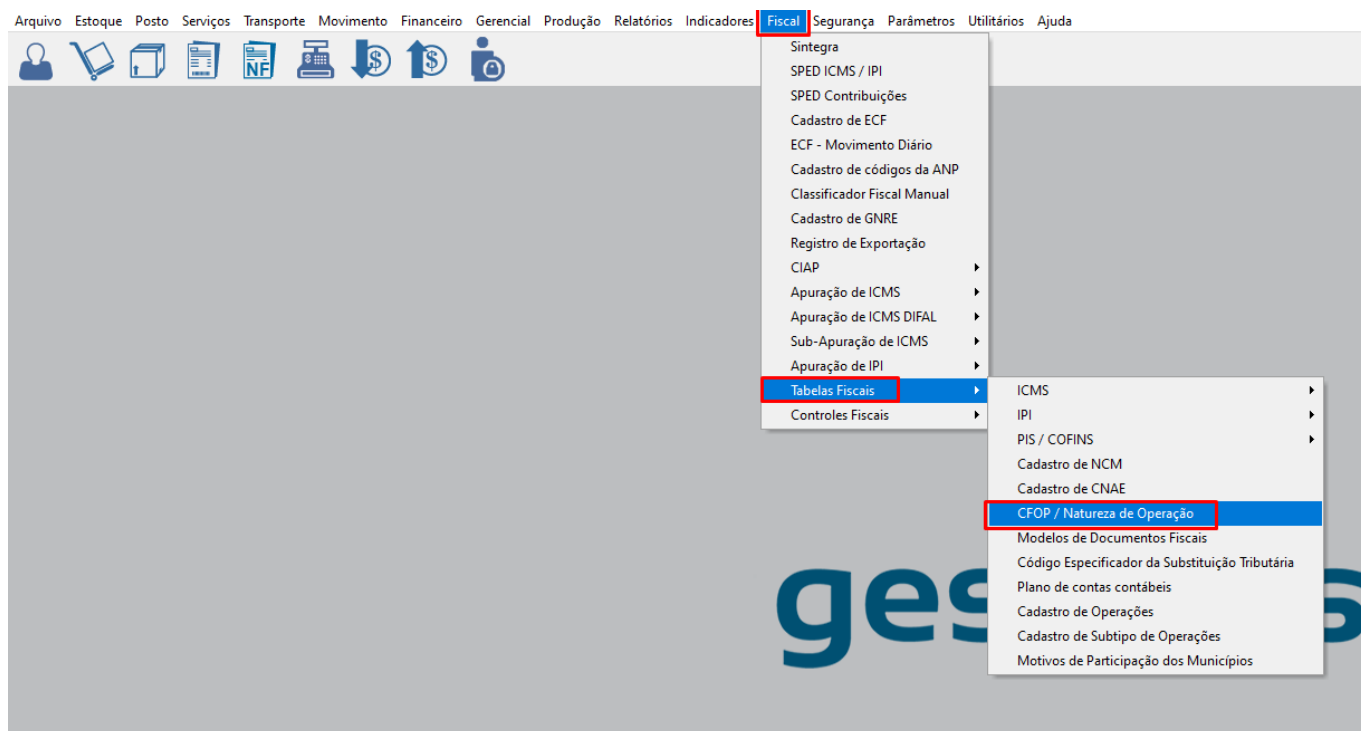 Arquivo Estoque Posto Serviços Transporte Movimento Financeiro Gerencial Produção Relatórios Indicadores Fiscal Segurança Parâmetros Utilitários Ajuda
NF
Sintegra
SPED ICMS / IPI
SPED Contribuições
Cadastro de ECF
ECF - Movimento Diário
Cadastro de códigos da ANP
Classificador Fiscal Manual
Cadastro de GNRE
Registro de Exportação
CIAP
Apuração de ICMS
Apuração de ICMS DIFAL
Sub-Apuração de ICMS
Apuração de IPI
Tabelas Fiscais
Controles Fiscais
ICMS
IPI
PIS / COFINS
Cadastro de NCM
Cadastro de CNAE
CFOP / Natureza de Operação
Modelos de Documentos Fiscais
Código Especificador da Substituição Tributária
Plano de contas contábeis
Cadastro de Operações
Cadastro de Subtipo de Operações
Motivos de Participação dos Municípios
ges